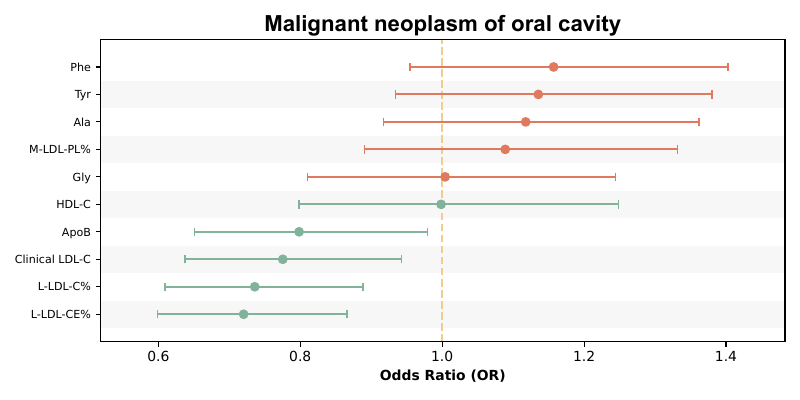 Malignant neoplasm of oral cavity
Phe
Tyr
Ala
M-LDL-PL%
Gly
HDL-C
ApoB
Clinical LDL-C
L-LDL-C%
L-LDL-CE%
0.6 0.8 1.0 1.2 1.4
Odds Ratio (OR)